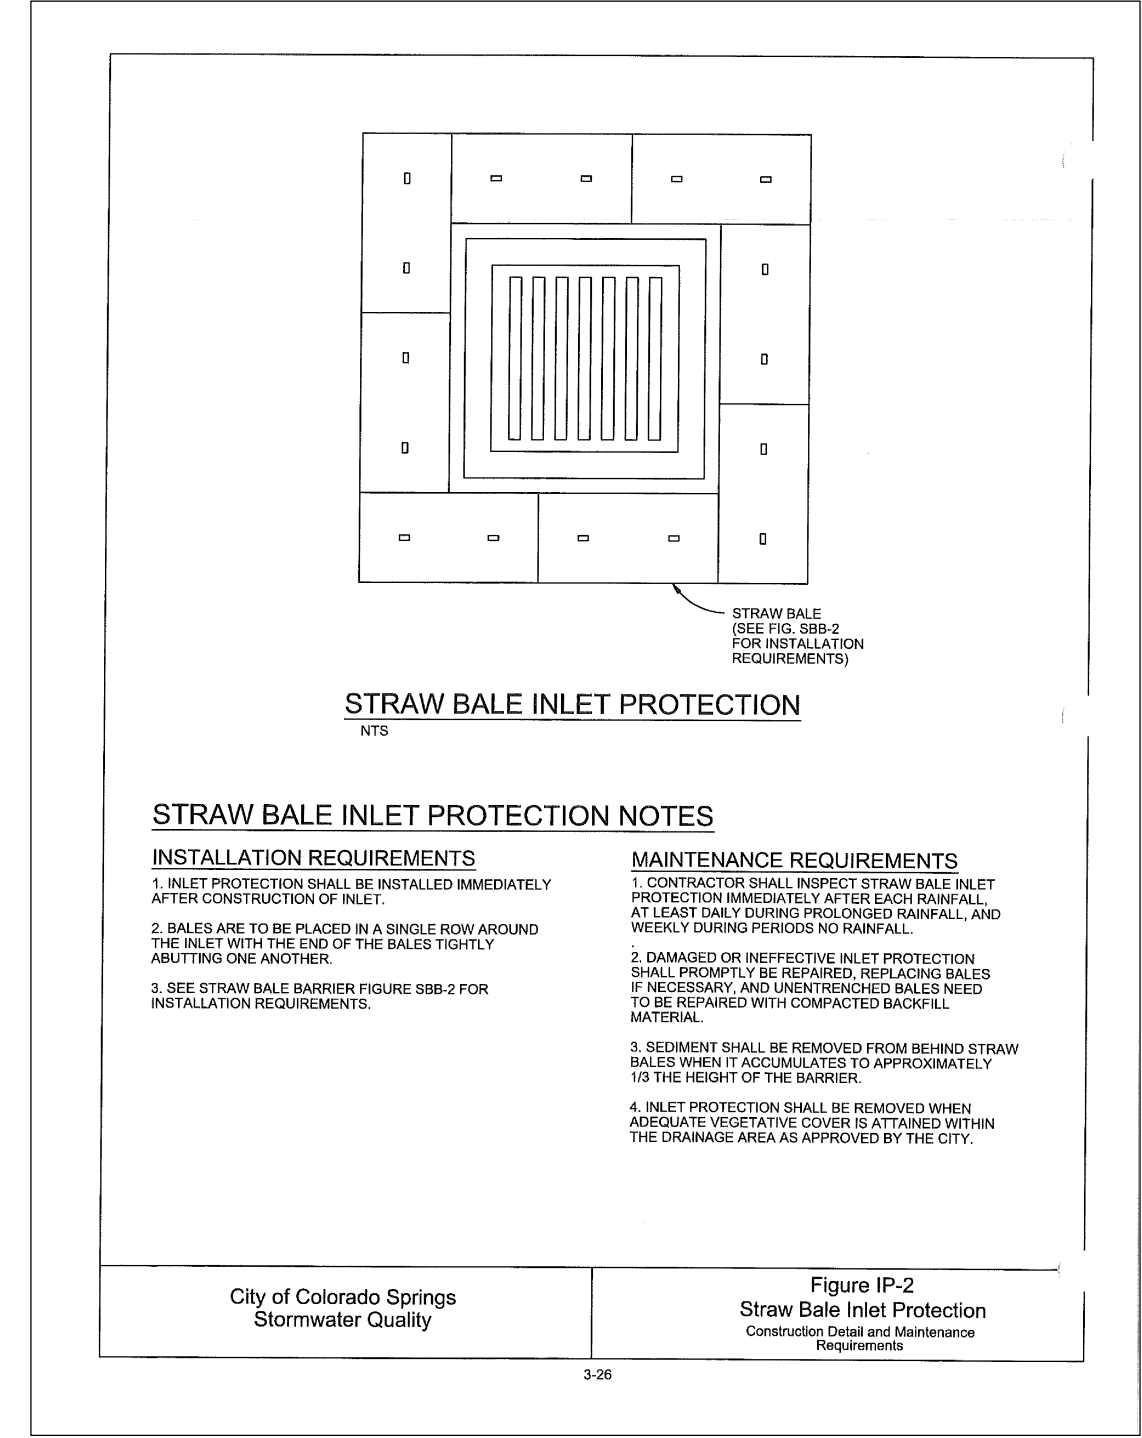 STRAW BALE
(SEE FIG. SBB-2
FOR INSTALLATION
REQUIREMENTS)
STRAW BALE INLET PROTECTION
NTS
STRAW BALE INLET PROTECTION NOTES
INSTALLATION REQUIREMENTS
1. INLET PROTECTION SHALL BE INSTALLED IMMEDIATELY
AFTER CONSTRUCTION OF INLET.
2. BALES ARE TO BE PLACED IN A SINGLE ROW AROUND
THE INLET WITH THE END OF THE BALES TIGHTLY
ABUTTING ONE ANOTHER.
3. SEE STRAW BALE BARRIER FIGURE SBB-2 FOR
INSTALLATION REQUIREMENTS.
MAINTENANCE REQUIREMENTS
1. CONTRACTOR SHALL INSPECT STRAW BALE INLET
PROTECTION IMMEDIATELY AFTER EACH RAINFALL,
AT LEAST DAILY DURING PROLONGED RAINFALL, AND
WEEKLY DURING PERIODS NO RAINFALL.
.
2. DAMAGED OR INEFFECTIVE INLET PROTECTION
SHALL PROMPTLY BE REPAIRED, REPLACING BALES
IF NECESSARY, AND UNENTRENCHED BALES NEED
TO BE REPAIRED WITH COMPACTED BACKFILL
MATERIAL.
3. SEDIMENT SHALL BE REMOVED FROM BEHIND STRAW
BALES WHEN IT ACCUMULATES TO APPROXIMATELY
1/3 THE HEIGHT OF THE BARRIER.
4. INLET PROTECTION SHALL BE REMOVED WHEN
ADEQUATE VEGETATIVE COVER IS ATTAINED WITHIN
THE DRAINAGE AREA AS APPROVED BY THE CITY.
City of Colorado Springs
Stormwater Quality
Figure IP-2
Straw Bale Inlet Protection
Construction Detail and Maintenance
Requirements
3-26